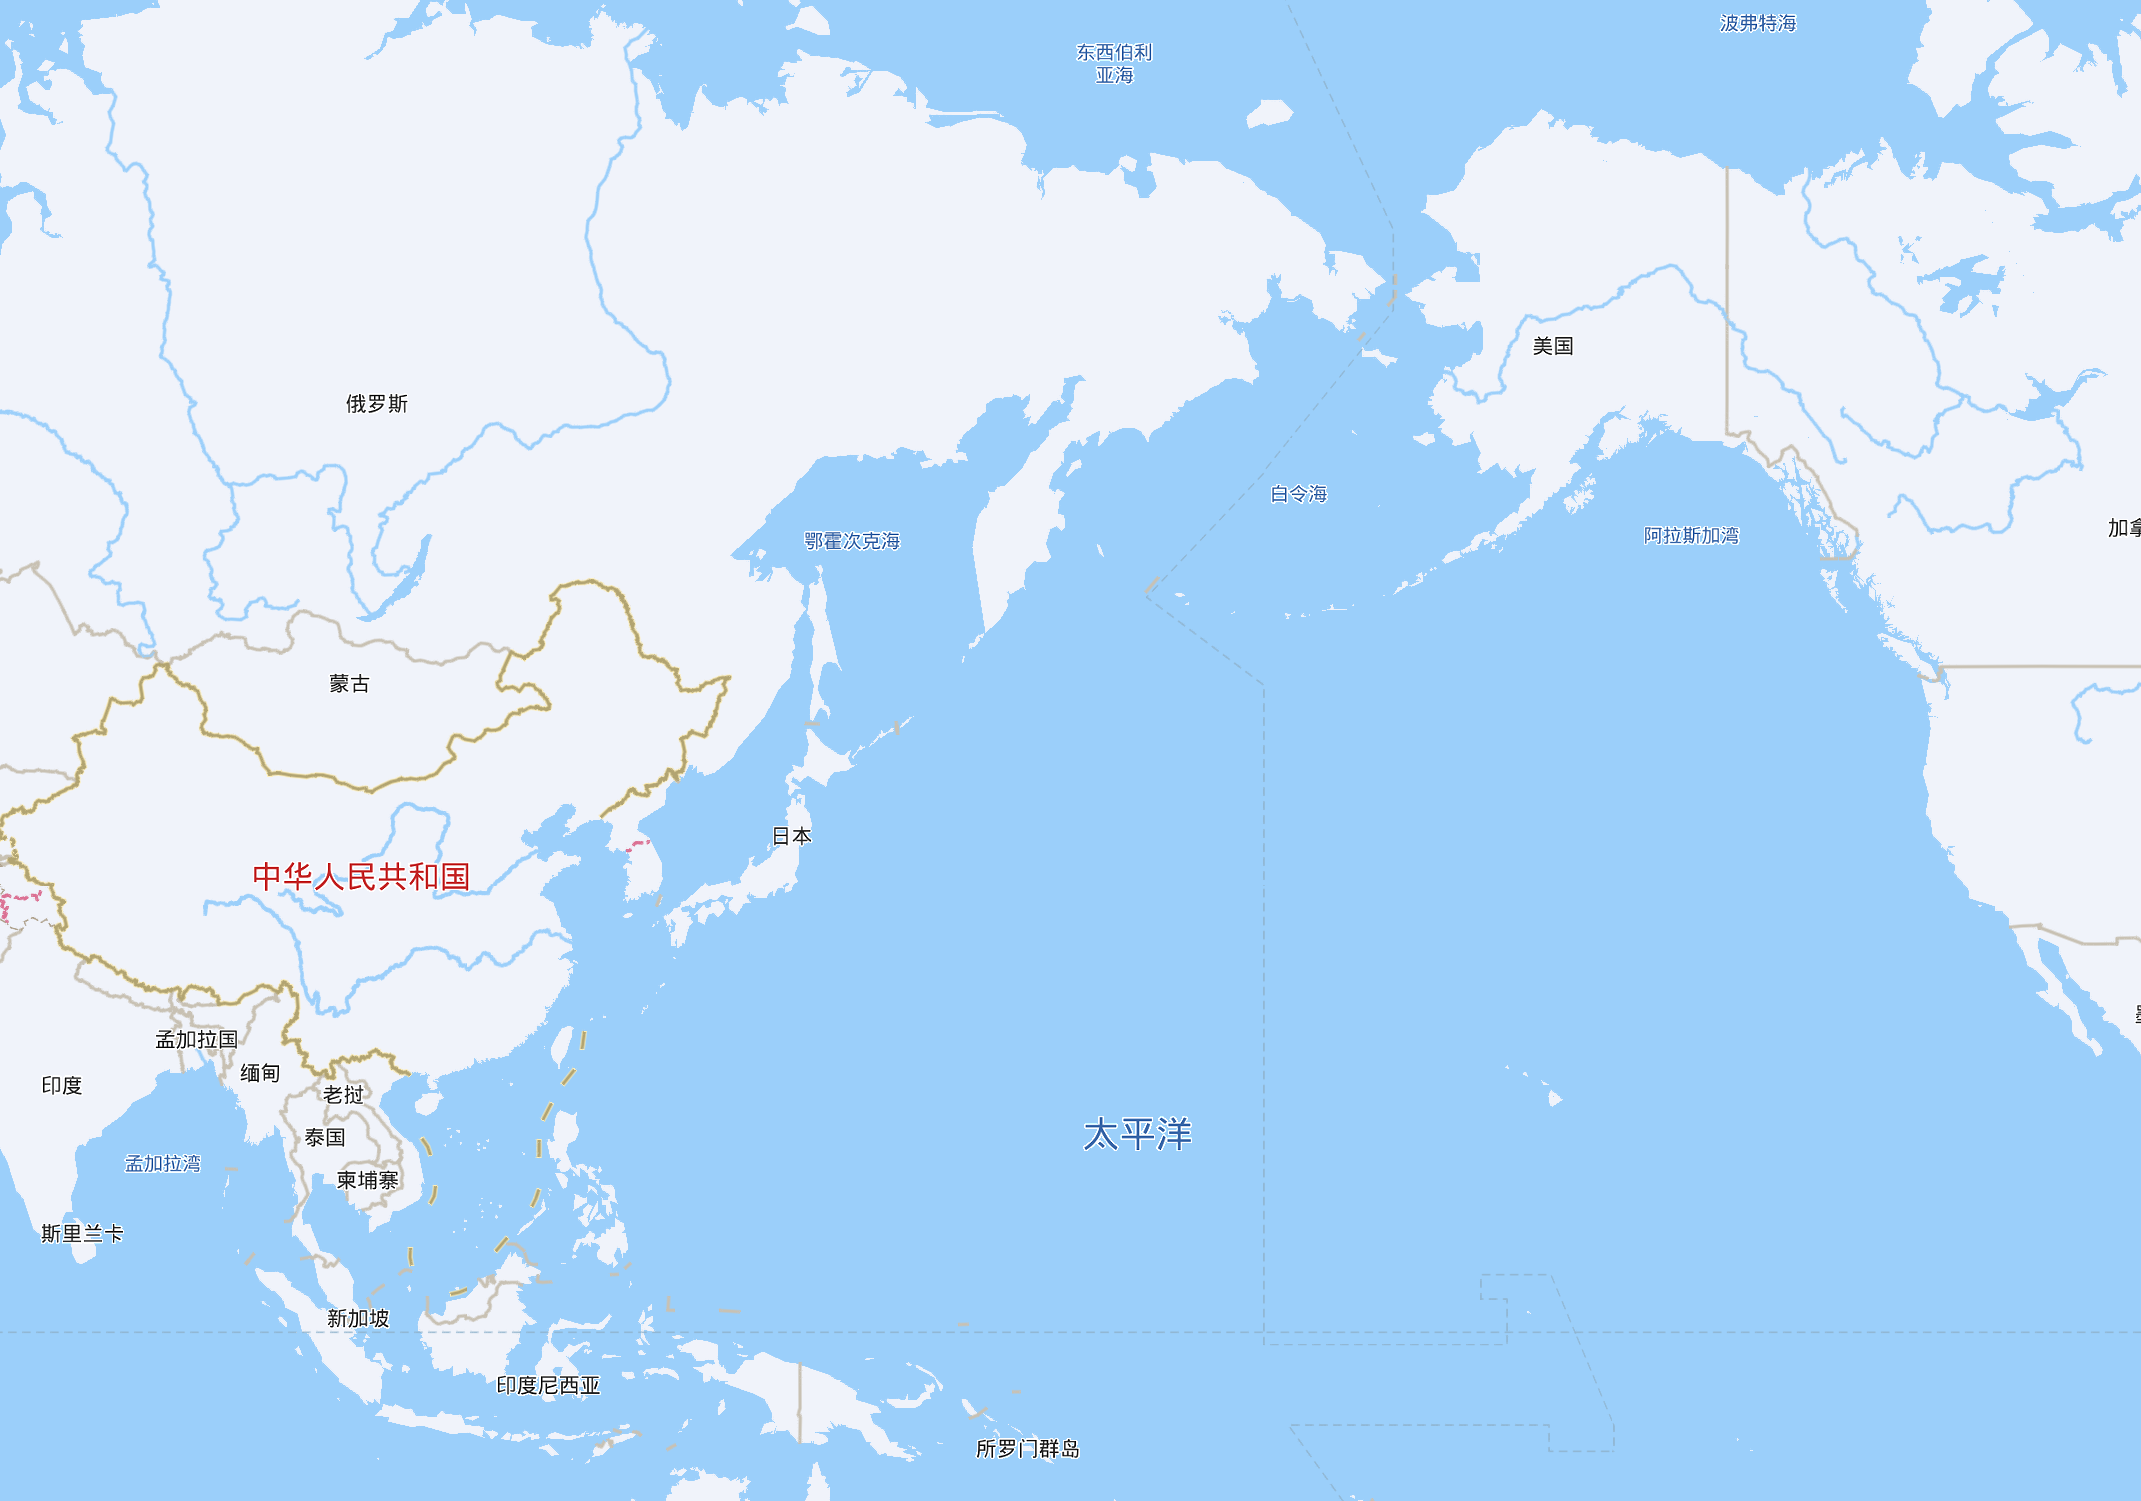 波弗特海
东西伯利
亚海
美国
俄罗斯
白令海
阿拉斯加湾
加拿
鄂霍次克海
蒙古
日本
中华人民共和国
孟加拉国
缅甸
印度
老挝
泰国
太平洋
孟加拉湾
柬埔寨
斯里兰卡
新加坡
印度尼西亚
所罗门群岛